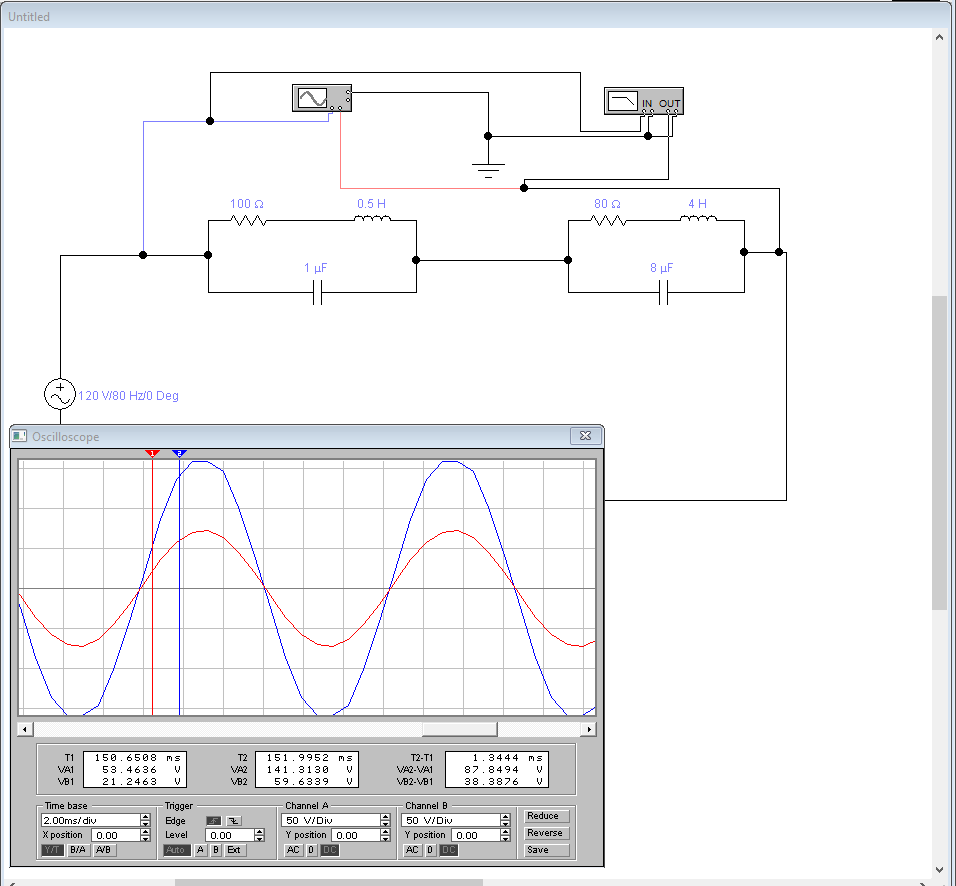 Untitled
IN OUT
100 Ω 0.5 H 80 Ω 4 H
1 µF 8 µF
120 V/80 Hz/0 Deg
Oscilloscope
1 2
T1 150.6508 ms T2 151.9952 ms T2-T1 1.3444 ms
VA1 53.4636 V VA2 141.3130 V VA2-VA1 87.8494 V
VB1 21.2463 V VB2 59.6339 V VB2-VB1 38.3876 V
Time base Trigger Channel A Channel B
2.00ms/div Edge 50 V/Div 50 V/Div Reduce
X position 0.00 Level 0.00 Y position 0.00 Y position 0.00 Reverse
Y/T B/A A/B Auto A B Ext AC 0 DC AC 0 DC Save